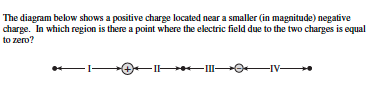 The diagram below shows a positive charge located near a smaller (in magnitude) negative
charge. In which region is there a point where the electric field due to the two charges is equal
to zero?
I + II III − IV